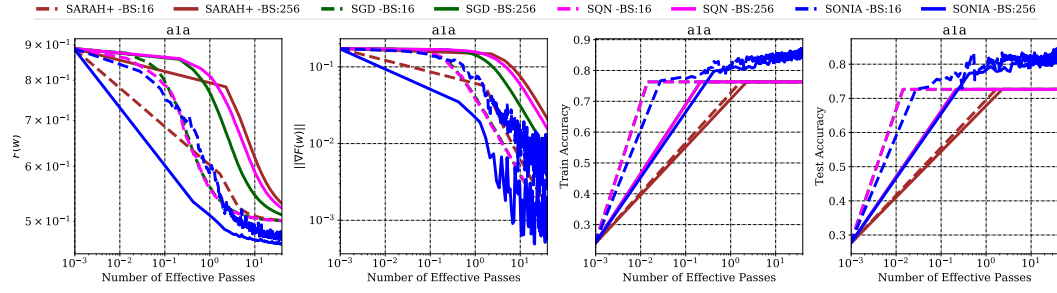 SARAH+ -BS:16 SARAH+ -BS:256 SGD -BS:16 SGD -BS:256 SQN -BS:16 SQN -BS:256 SONIA -BS:16 SONIA -BS:256
a1a a1a a1a a1a
9 × 10⁻¹
8 × 10⁻¹
7 × 10⁻¹
6 × 10⁻¹
5 × 10⁻¹
F(w)
10⁻³ 10⁻² 10⁻¹ 10⁰ 10¹
Number of Effective Passes
10⁻¹
10⁻²
10⁻³
||∇F(w)||
10⁻³ 10⁻² 10⁻¹ 10⁰ 10¹
Number of Effective Passes
0.9
0.8
0.7
0.6
0.5
0.4
0.3
Train Accuracy
10⁻³ 10⁻² 10⁻¹ 10⁰ 10¹
Number of Effective Passes
0.9
0.8
0.7
0.6
0.5
0.4
0.3
Test Accuracy
10⁻³ 10⁻² 10⁻¹ 10⁰ 10¹
Number of Effective Passes